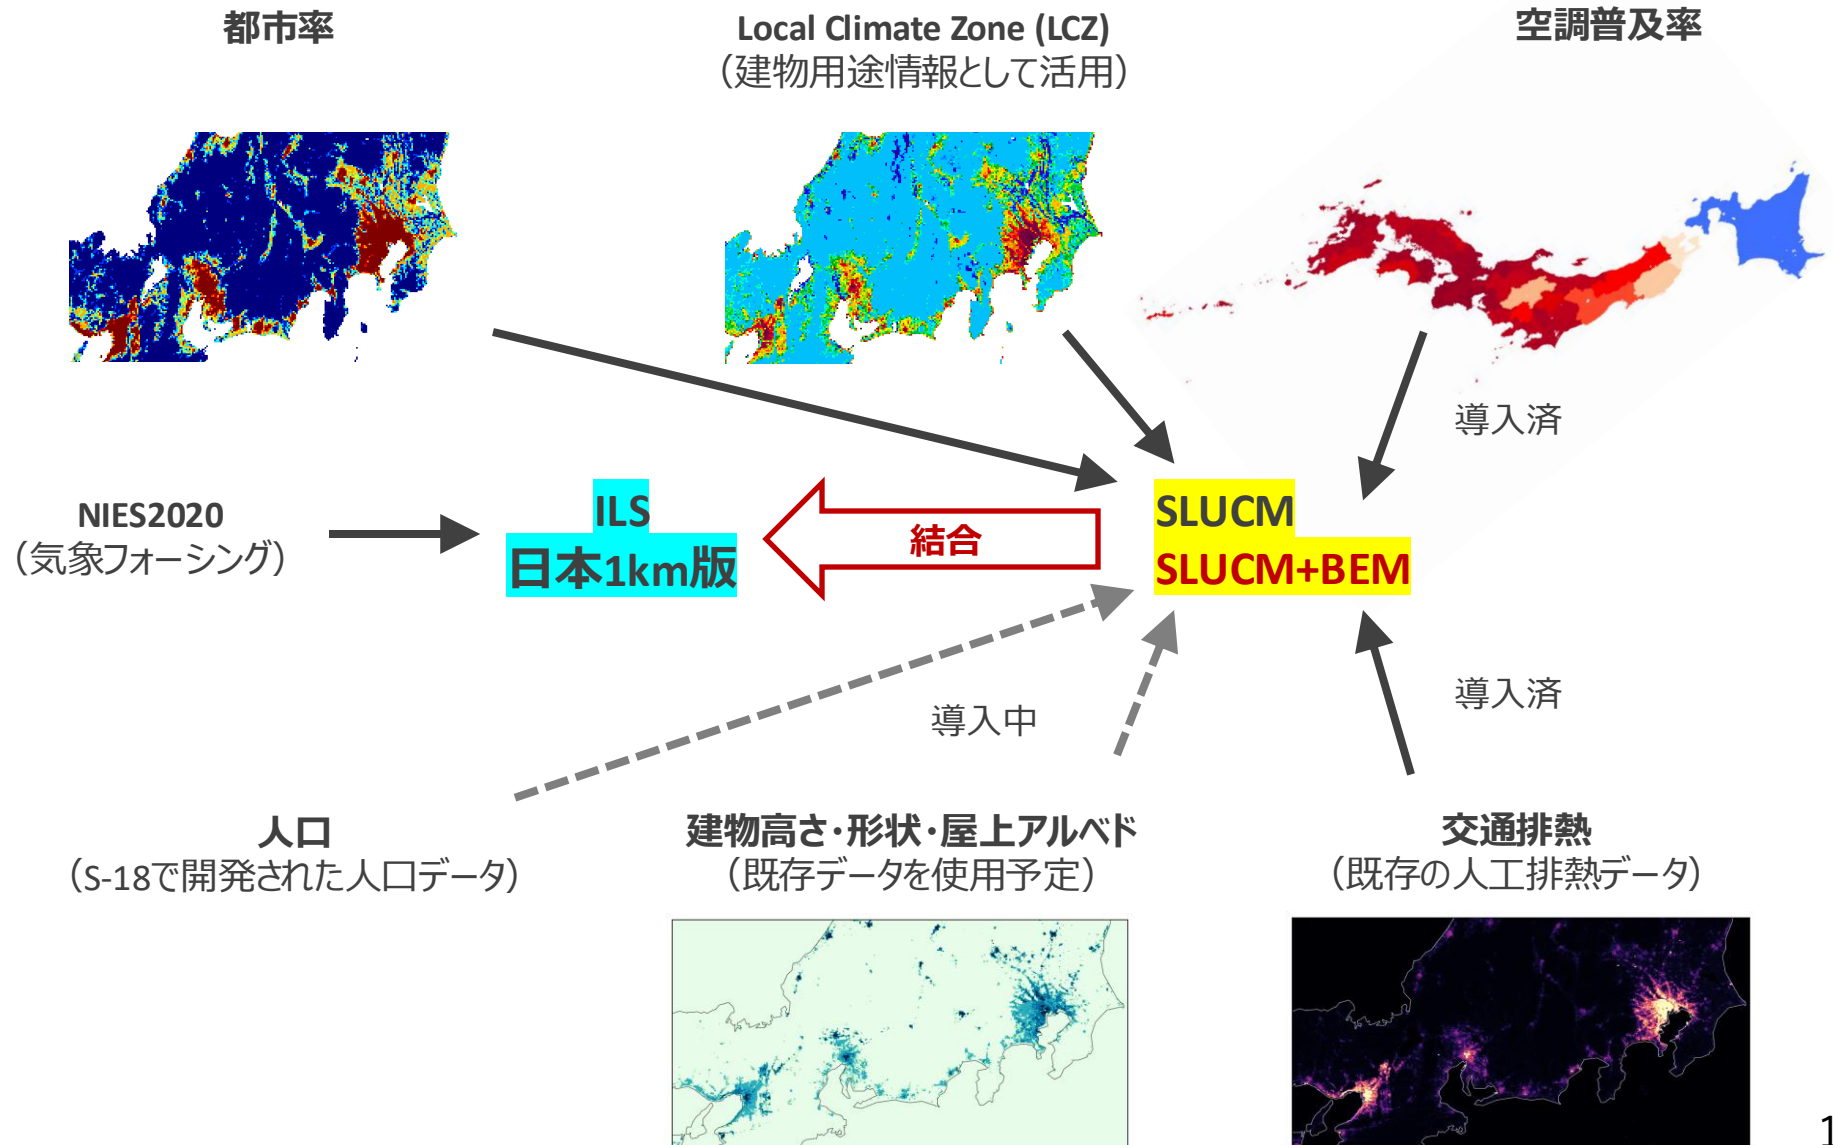 都市率
Local Climate Zone (LCZ)
（建物用途情報として活用）
空調普及率
導入済
NIES2020
（気象フォーシング）
ILS
日本1km版
結合
SLUCM
SLUCM+BEM
導入中
導入済
人口
（S-18で開発された人口データ）
建物高さ・形状・屋上アルベド
（既存データを使用予定）
交通排熱
（既存の人工排熱データ）
1